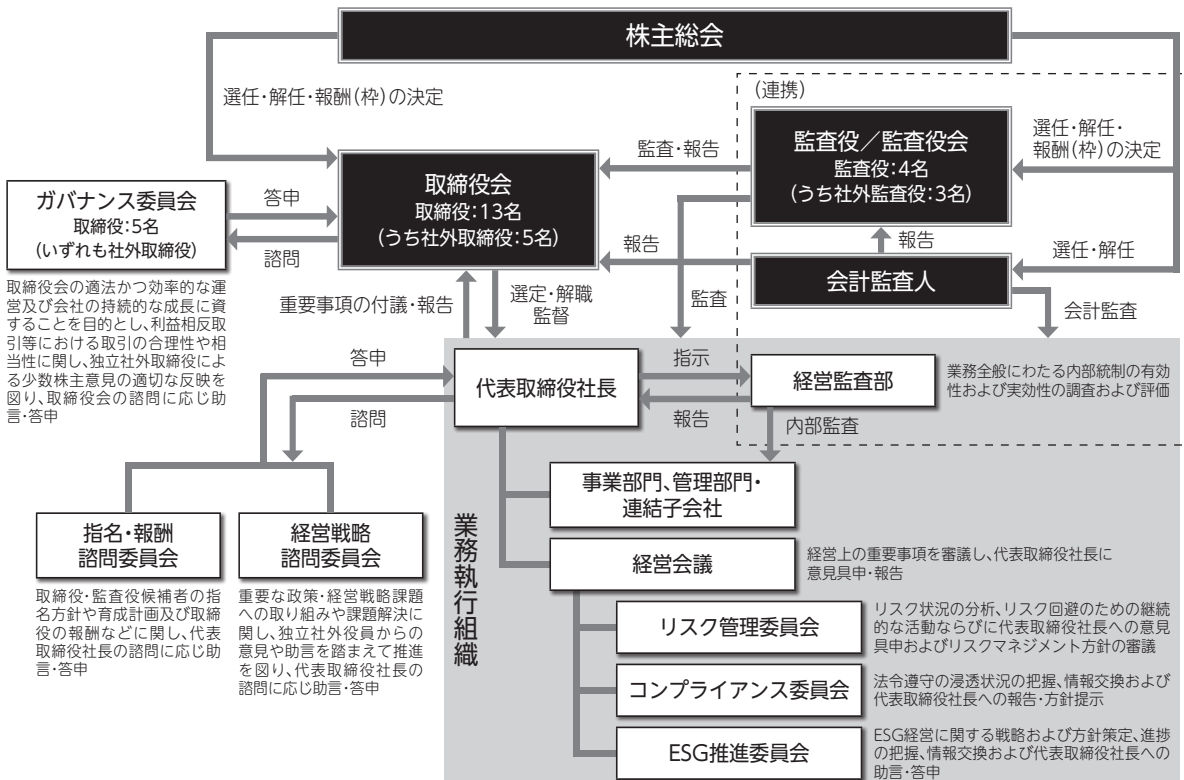 株主総会
選任・解任・報酬(枠)の決定
(連携)
監査役／監査役会
監査役:4名
(うち社外監査役:3名)
選任・解任・
報酬(枠)の決定
監査・報告
取締役会
取締役:13名
(うち社外取締役:5名)
ガバナンス委員会
取締役:5名
(いずれも社外取締役)
答申
諮問
報告
報告
選任・解任
会計監査人
取締役会の適法かつ効率的な運
営及び会社の持続的な成長に資
することを目的とし、利益相反取
引等における取引の合理性や相
当性に関し、独立社外取締役によ
る少数株主意見の適切な反映を
図り、取締役会の諮問に応じ助
言・答申
重要事項の付議・報告
選定・解職
監督
監査
会計監査
答申
諮問
代表取締役社長
指示
報告
経営監査部
業務全般にわたる内部統制の有効
性および実効性の調査および評価
内部監査
事業部門、管理部門・
連結子会社
業務執行組織
指名・報酬
諮問委員会
経営戦略
諮問委員会
取締役・監査役候補者の指
名方針や育成計画及び取締
役の報酬などに関し、代表
取締役社長の諮問に応じ助
言・答申
重要な政策・経営戦略課題
への取り組みや課題解決に
関し、独立社外役員からの
意見や助言を踏まえて推進
を図り、代表取締役社長の
諮問に応じ助言・答申
経営会議
経営上の重要事項を審議し、代表取締役社長に
意見具申・報告
リスク管理委員会
リスク状況の分析、リスク回避のための継続
的な活動ならびに代表取締役社長への意見
具申およびリスクマネジメント方針の審議
コンプライアンス委員会
法令遵守の浸透状況の把握、情報交換および
代表取締役社長への報告・方針提示
ESG推進委員会
ESG経営に関する戦略および方針策定、進捗
の把握、情報交換および代表取締役社長への
助言・答申